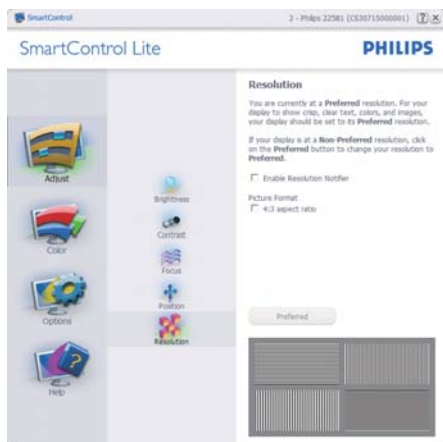 SmartControl
2 - Philips 225B1 (CS30715000001)
SmartControl Lite
PHILIPS
Adjust
Color
Options
Help
Brightness
Contrast
Focus
Position
Resolution
Resolution
You are currently at a Preferred resolution. For your
display to show crisp, clear text, colors, and images,
your display should be set to its Preferred resolution.
If your display is at a Non-Preferred resolution, click
on the Preferred button to change your resolution to
Preferred.
Enable Resolution Notifier
Picture Format
4:3 aspect ratio
Preferred